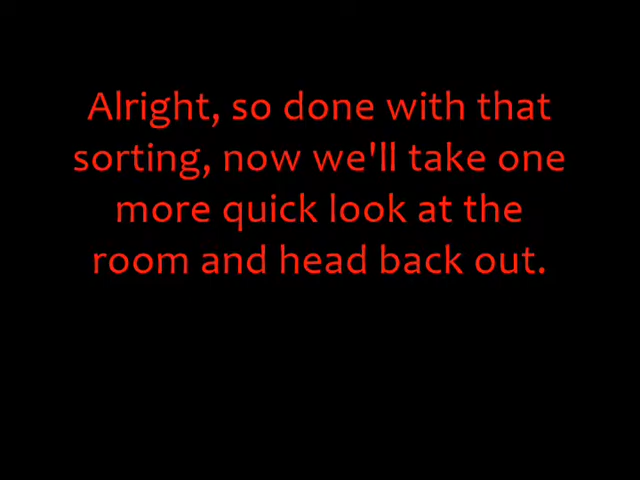 Alright, so done with that
sorting, now we'll take one
more quick look at the
room and head back out.